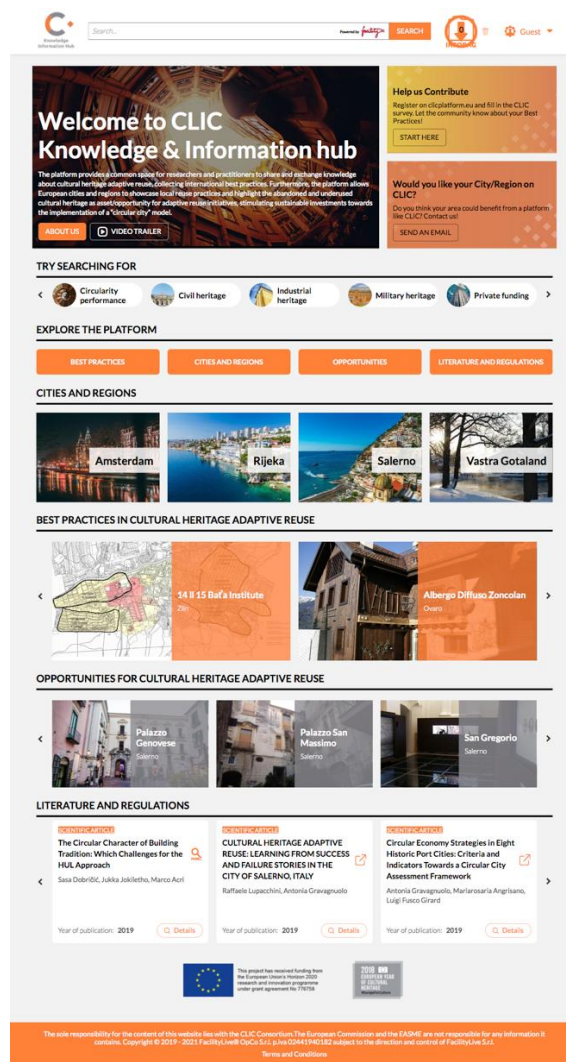 Knowledge
Information Hub
Search...
Powered by
SEARCH
0
Guest
Welcome to CLIC
Knowledge & Information hub
The platform provides a common space for researchers and practitioners to share and exchange knowledge
about cultural heritage adaptive reuse, collecting international best practices. Furthermore, the platform allows
European cities and regions to showcase local reuse practices and highlight the abandoned and underused
cultural heritage as asset/opportunity for adaptive reuse initiatives, stimulating sustainable investments towards
the implementation of a "circular city" model.
ABOUT US
VIDEO TRAILER
Help us Contribute
Register on clicplatform.eu and fill in the CLIC
survey. Let the community know about your Best
Practices!
START HERE
Would you like your City/Region on
CLIC?
Do you think your area could benefit from a platform
like CLIC? Contact us!
SEND AN EMAIL
TRY SEARCHING FOR
Circularity
performance
Civil heritage
Industrial
heritage
Military heritage
Private funding
EXPLORE THE PLATFORM
BEST PRACTICES
CITIES AND REGIONS
OPPORTUNITIES
LITERATURE AND REGULATIONS
CITIES AND REGIONS
Amsterdam
Rijeka
Salerno
Vastra Gotaland
BEST PRACTICES IN CULTURAL HERITAGE ADAPTIVE REUSE
14 II 15 Bat'a Institute
Zlín
Albergo Diffuso Zoncolan
Ovaro
OPPORTUNITIES FOR CULTURAL HERITAGE ADAPTIVE REUSE
Palazzo
Genovese
Salerno
Palazzo San
Massimo
Salerno
San Gregorio
Salerno
LITERATURE AND REGULATIONS
SCIENTIFIC ARTICLE
The Circular Character of Building
Tradition: Which Challenges for the
HUL Approach
Sasa Dobričić, Jukka Jokiletho, Marco Acri
Year of publication: 2019
Details
SCIENTIFIC ARTICLE
CULTURAL HERITAGE ADAPTIVE
REUSE: LEARNING FROM SUCCESS
AND FAILURE STORIES IN THE
CITY OF SALERNO, ITALY
Raffaele Lupacchini, Antonia Gravagnuolo
Year of publication: 2019
Details
SCIENTIFIC ARTICLE
Circular Economy Strategies in Eight
Historic Port Cities: Criteria and
Indicators Towards a Circular City
Assessment Framework
Antonia Gravagnuolo, Mariarosaria Angrisano,
Luigi Fusco Girard
Year of publication: 2019
Details
This project has received funding from
the European Union's Horizon 2020
research and innovation programme
under grant agreement No 776758
2018
EUROPEAN YEAR
OF CULTURAL
HERITAGE
The sole responsibility for the content of this website lies with the CLIC Consortium.The European Commission and the EASME are not responsible for any information it
contains. Copyright © 2019 - 2021 FacilityLive® OpCo S.r.l. p.iva 02441940182 subject to the direction and control of FacilityLive S.r.l.
Terms and Conditions